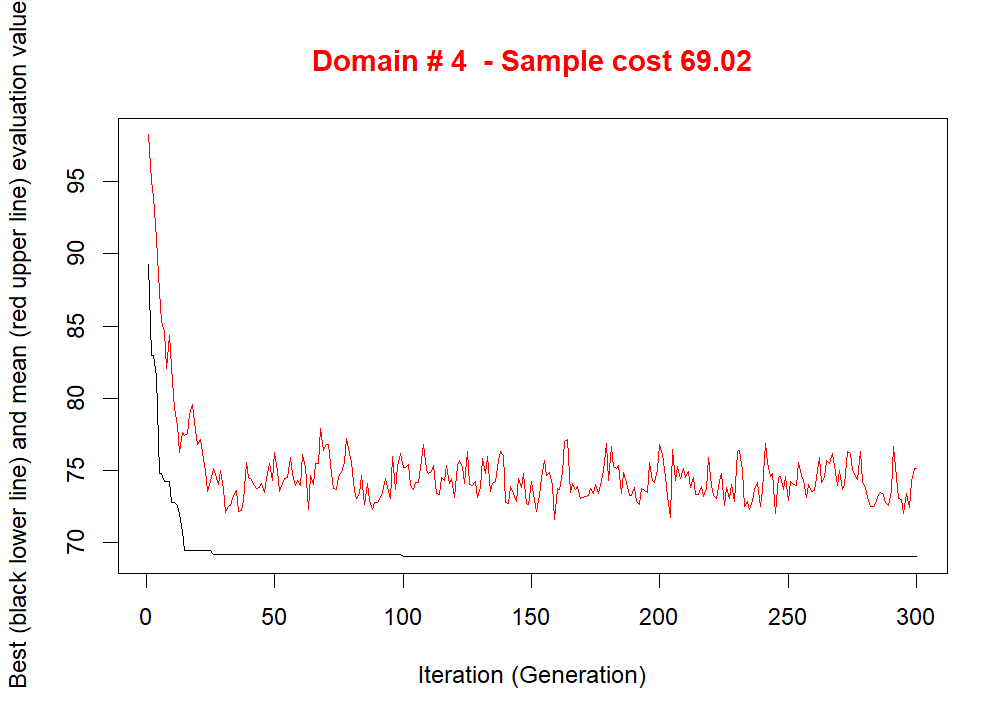 Domain # 4  - Sample cost 69.02
Best (black lower line) and mean (red upper line) evaluation value
95
90
85
80
75
70
0 50 100 150 200 250 300
Iteration (Generation)